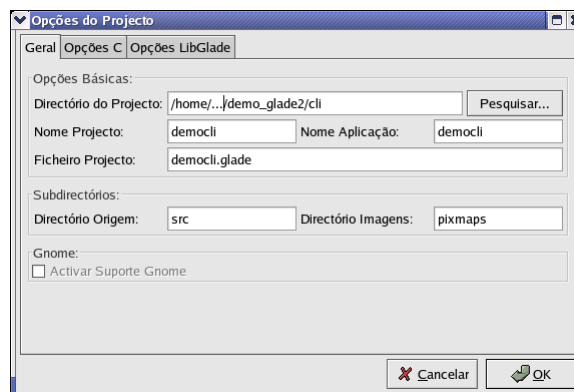 Opções do Projecto
Geral Opções C Opções LibGlade
Opções Básicas:
Directório do Projecto: /home/.../demo_glade2/cli Pesquisar...
Nome Projecto: democli Nome Aplicação: democli
Ficheiro Projecto: democli.glade
Subdirectórios:
Directório Origem: src Directório Imagens: pixmaps
Gnome:
Activar Suporte Gnome
Cancelar OK